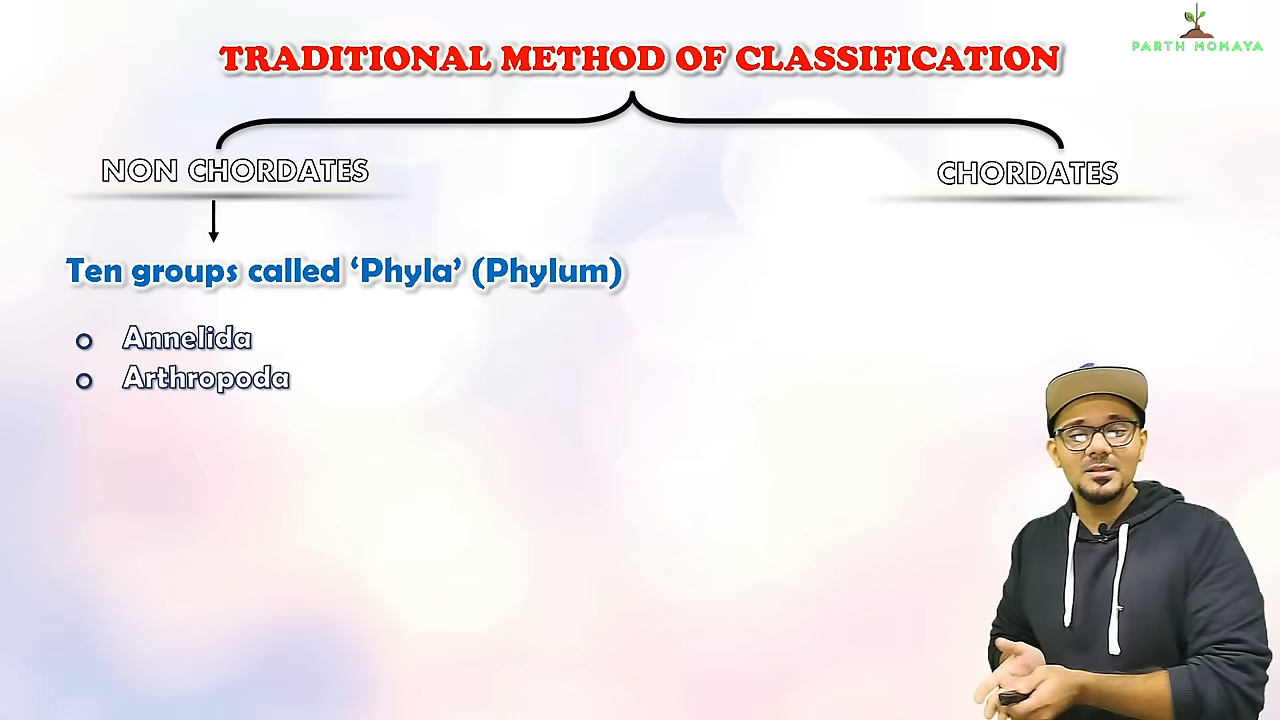 PARTH MOMAYA
TRADITIONAL METHOD OF CLASSIFICATION
NON CHORDATES
CHORDATES
Ten groups called ‘Phyla’ (Phylum)
Annelida
Arthropoda